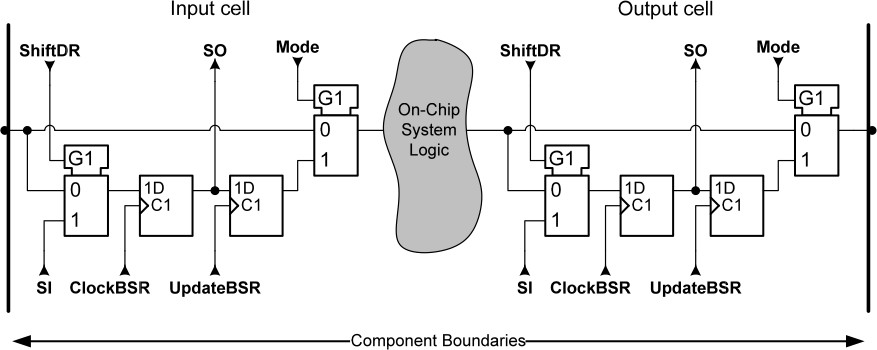 Input cell
Output cell
ShiftDR
SO
Mode
ShiftDR
SO
Mode
G1
G1
On-Chip
System
Logic
0
1
0
1
G1
G1
0
1
1D
C1
1D
C1
0
1
1D
C1
1D
C1
SI
ClockBSR
UpdateBSR
SI
ClockBSR
UpdateBSR
Component Boundaries